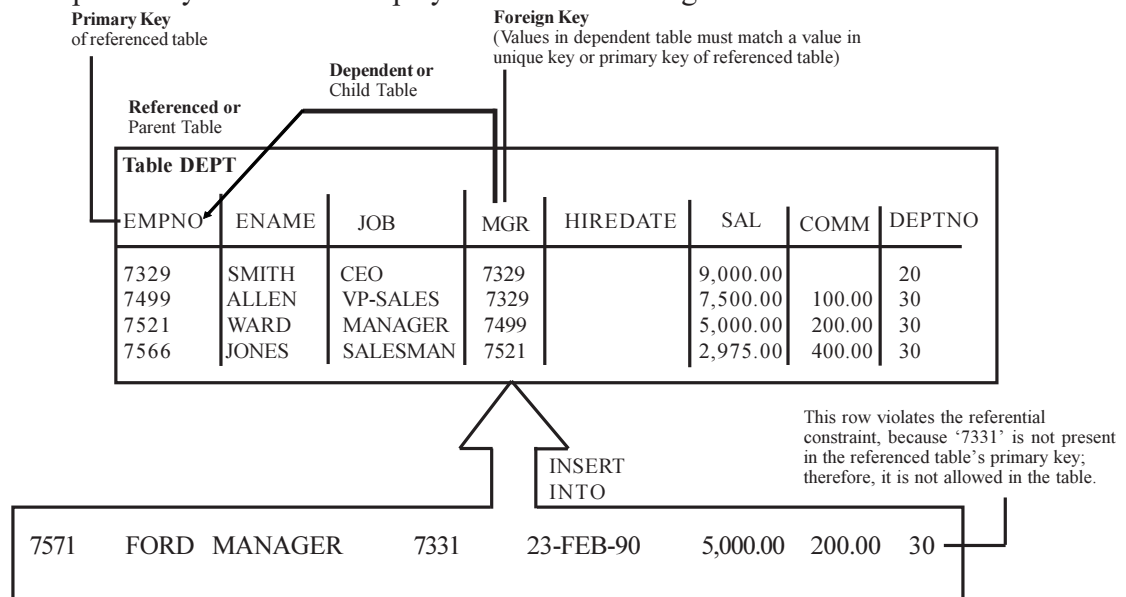 Primary Key
of referenced table
Foreign Key
(Values in dependent table must match a value in
unique key or primary key of referenced table)
Dependent or
Child Table
Referenced or
Parent Table
Table DEPT
EMPNO ENAME JOB MGR HIREDATE SAL COMM DEPTNO
7329 SMITH CEO 7329 9,000.00 20
7499 ALLEN VP-SALES 7329 7,500.00 100.00 30
7521 WARD MANAGER 7499 5,000.00 200.00 30
7566 JONES SALESMAN 7521 2,975.00 400.00 30
This row violates the referential
constraint, because ‘7331’ is not present
in the referenced table’s primary key;
therefore, it is not allowed in the table.
INSERT
INTO
7571 FORD MANAGER 7331 23-FEB-90 5,000.00 200.00 30